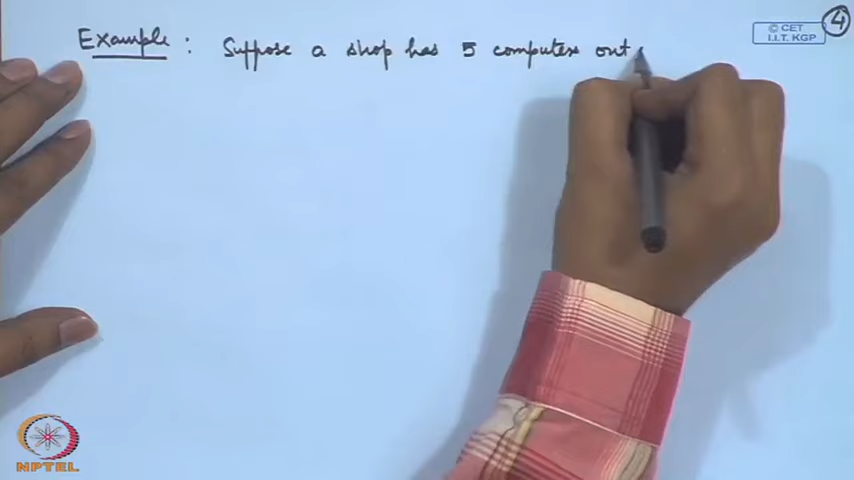 Example : Suppose a shop has 5 computers out
© CET
I.I.T. KGP
4
NPTEL